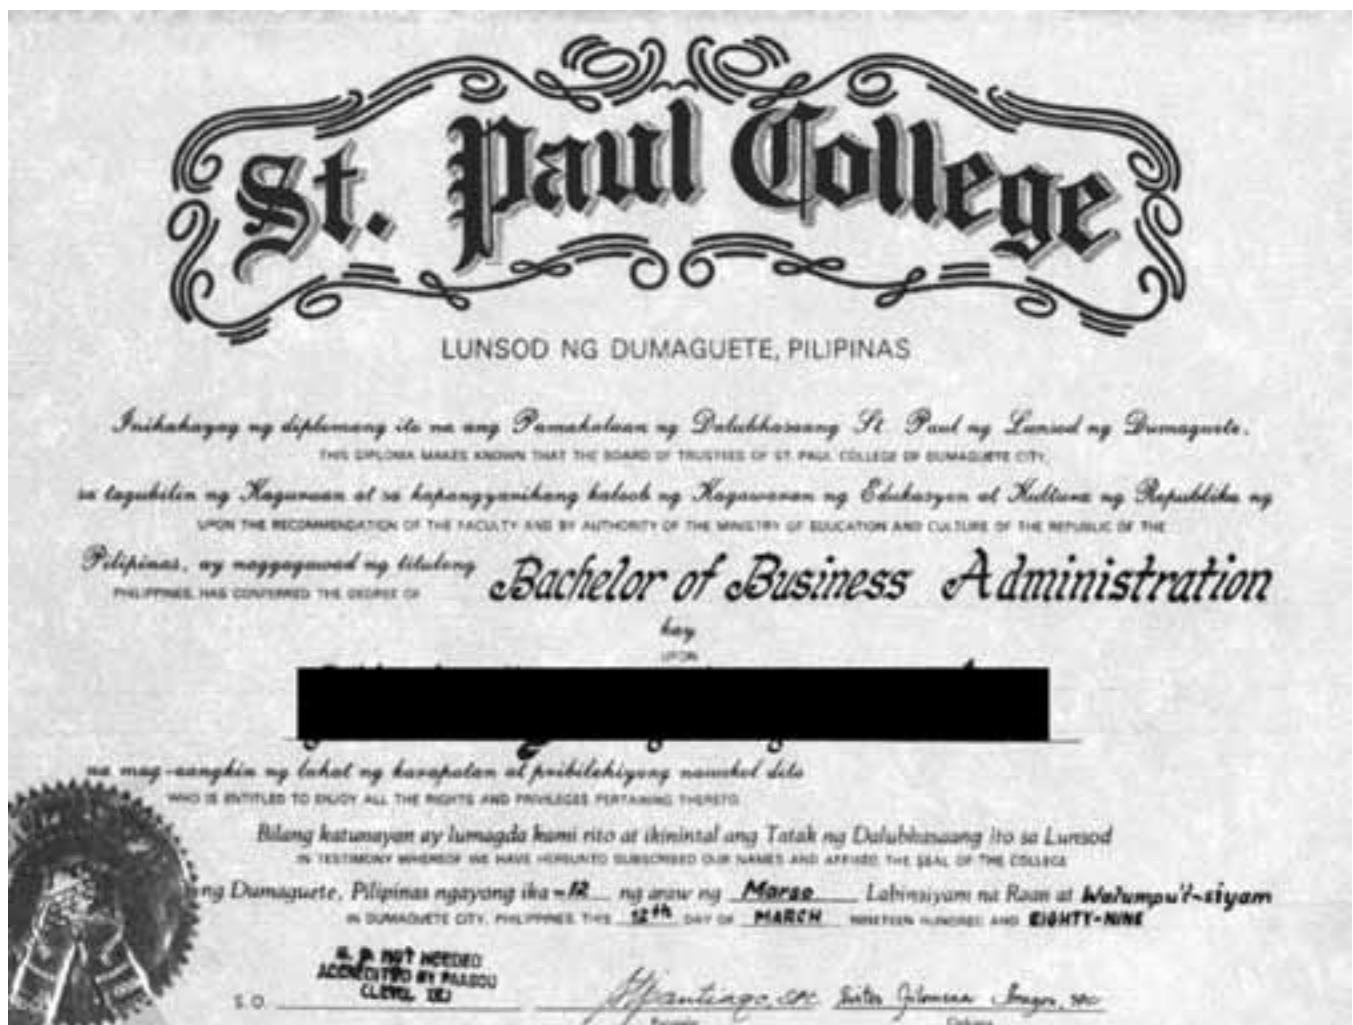 St. Paul College
LUNSOD NG DUMAGUETE, PILIPINAS
Inihahayag ng diplomang ito na ang Pamahalaan ng Dalubhasaang St. Paul ng Lunsod ng Dumaguete,
THIS DIPLOMA MAKES KNOWN THAT THE BOARD OF TRUSTEES OF ST. PAUL COLLEGE OF DUMAGUETE CITY,
sa tagubilin ng Kaguruan at sa kapangyarihang kaloob ng Kagawaran ng Edukasyon at Kultura ng Republika ng
UPON THE RECOMMENDATION OF THE FACULTY AND BY AUTHORITY OF THE MINISTRY OF EDUCATION AND CULTURE OF THE REPUBLIC OF THE
Pilipinas, ay naggagawad ng titulong Bachelor of Business Administration
PHILIPPINES, HAS CONFERRED THE DEGREE OF
kay
UPON
na mag-aangkin ng lahat ng karapatan at pribilehiyong nauukol dito
WHO IS ENTITLED TO ENJOY ALL THE RIGHTS AND PRIVILEGES PERTAINING THERETO
Bilang katunayan ay lumagda kami rito at ikinintal ang Tatak ng Dalubhasaang ito sa Lunsod
IN TESTIMONY WHEREOF WE HAVE HEREUNTO SUBSCRIBED OUR NAMES AND AFFIXED THE SEAL OF THE COLLEGE
ng Dumaguete, Pilipinas ngayong ika-12 ng araw ng Marso Labinsiyam na Raan at Walumpu't-siyam
IN DUMAGUETE CITY, PHILIPPINES THIS 12th DAY OF MARCH NINETEEN HUNDRED AND EIGHTY-NINE
S. O. NOT NEEDED
ACCREDITED BY PAASCU
(LEVEL III)
S. O.